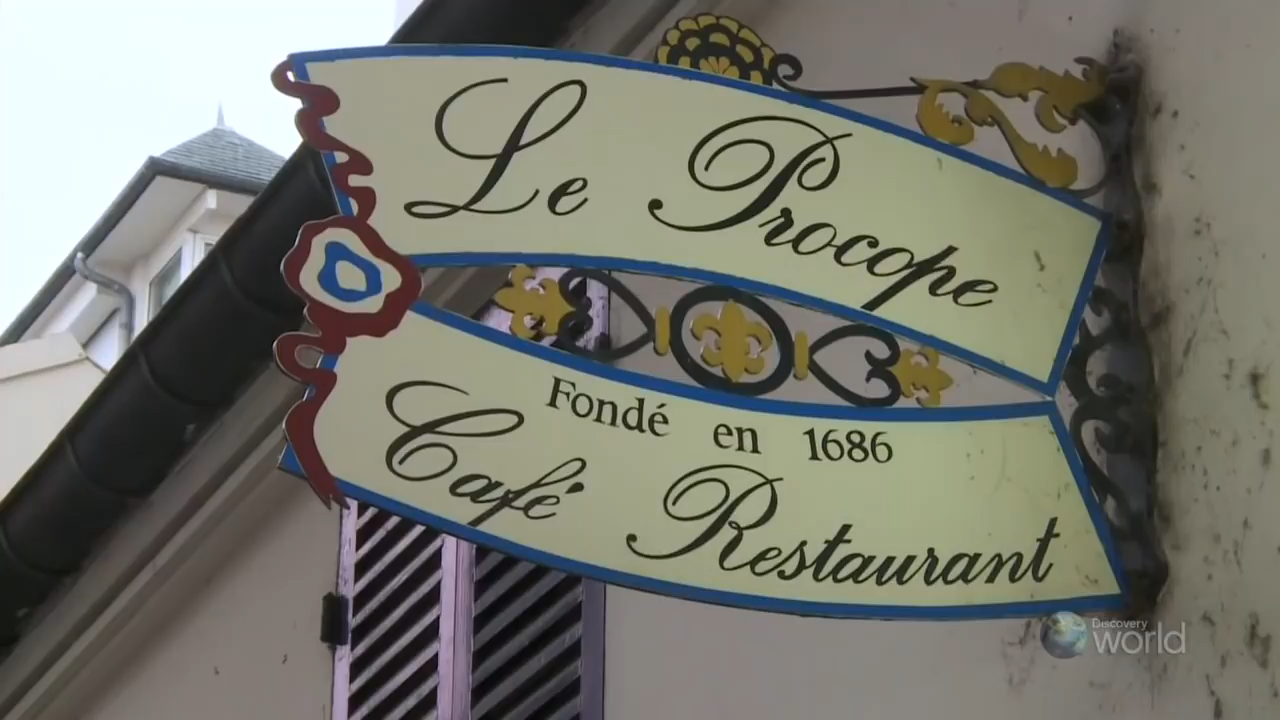 Le Procope
Fondé en 1686
Café Restaurant
Discovery
world